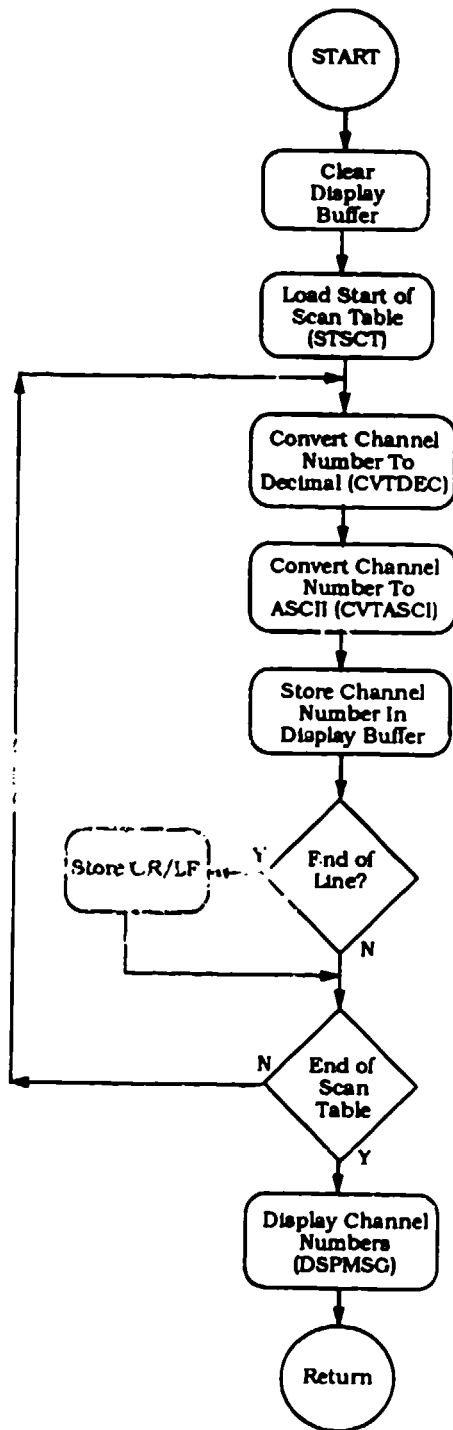 START
Clear
Display
Buffer
Load Start of
Scan Table
(STSCT)
Convert Channel
Number To
Decimal (CVTDEC)
Convert Channel
Number To
ASCII (CVTASCI)
Store Channel
Number In
Display Buffer
End of
Line?
Y
Store CR/LF
N
End of
Scan
Table
N
Y
Display Channel
Numbers
(DSPMSG)
Return